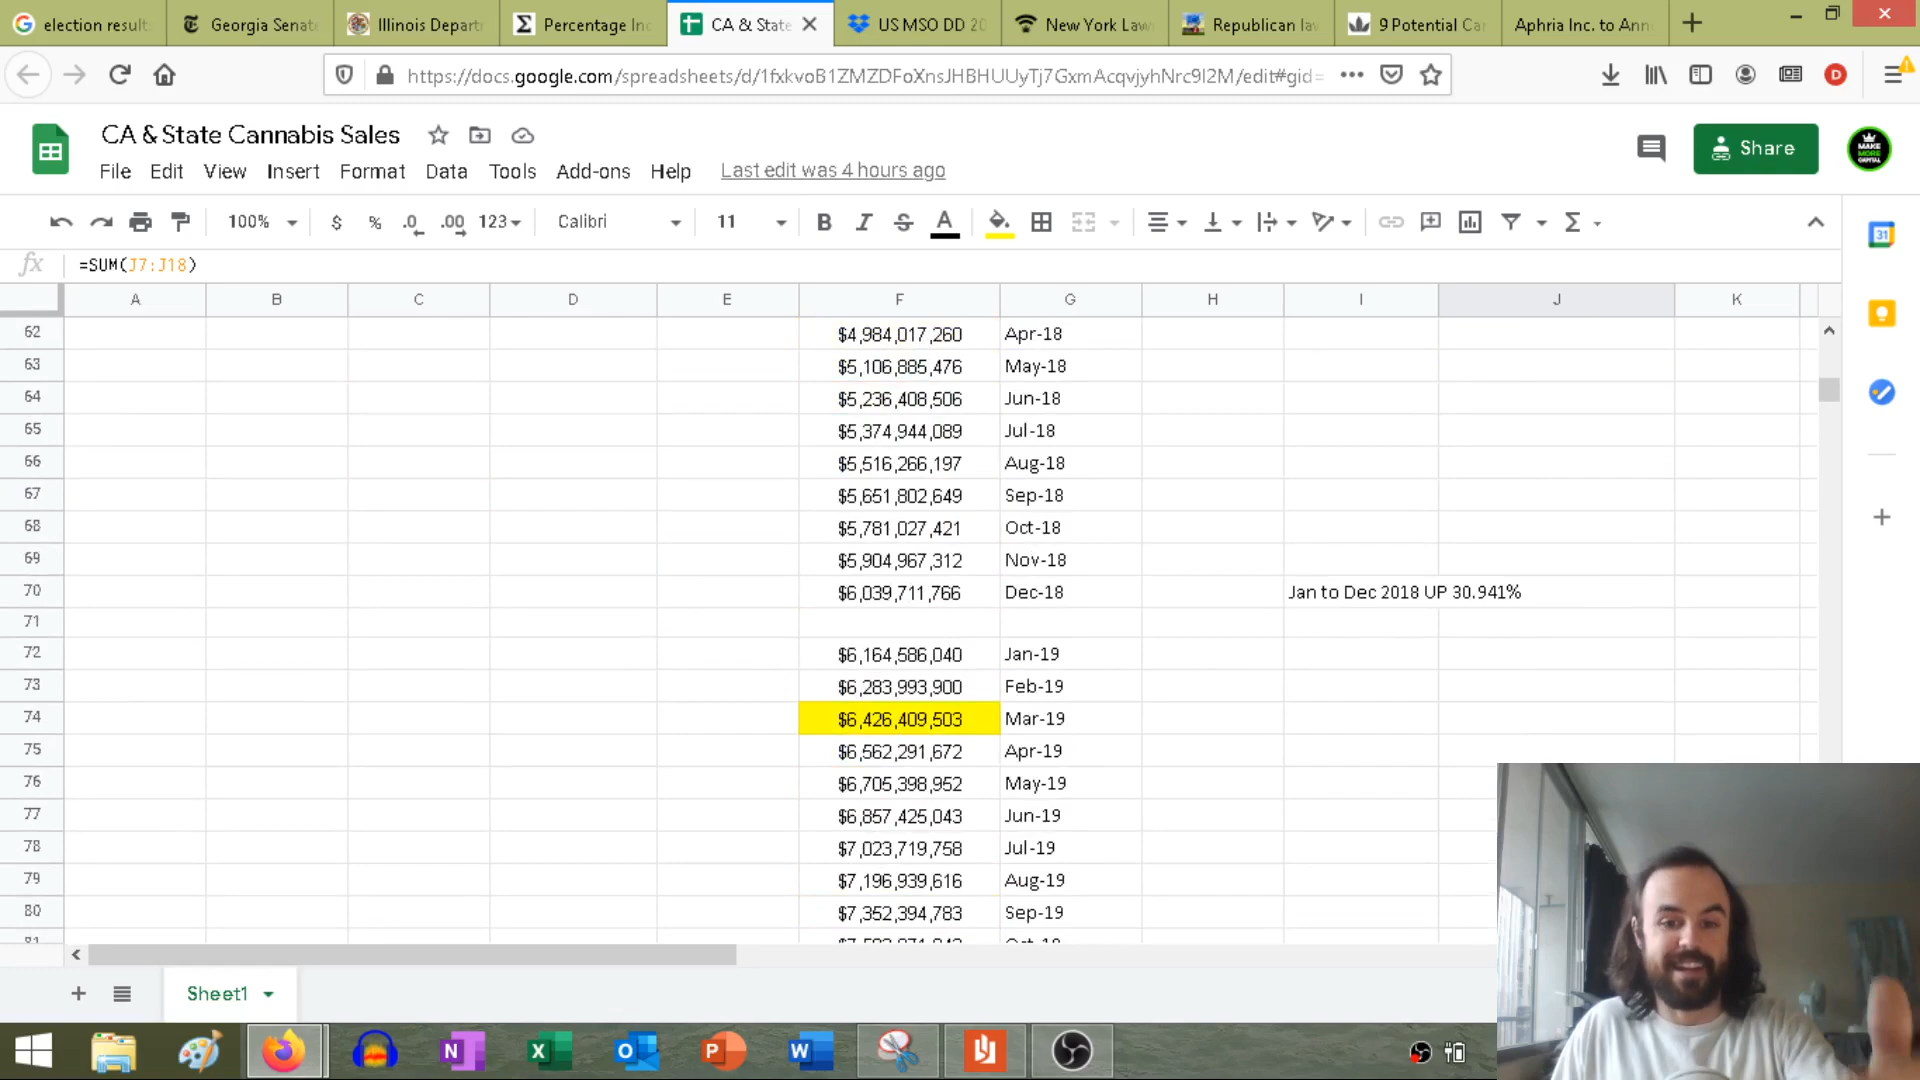 election results
Georgia Senat
Illinois Depart
Percentage Inc
CA & State
US MSO DD 20
New York Law
Republican la
9 Potential Ca
Aphria Inc. to Ann
https://docs.google.com/spreadsheets/d/1fxkvoB1ZMZDFoXnsJHBHUUyTj7GxmAcqvjyhNrc9I2M/edit#gid=
D
CA & State Cannabis Sales
File Edit View Insert Format Data Tools Add-ons Help Last edit was 4 hours ago
MAKE MORE CAPITAL
Share
100% $ % .0 .00 123 Calibri 11 B I S A
31
fx =SUM(J7:J18)
A B C D E F G H I J K
62 $4,984,017,260 Apr-18
63 $5,106,885,476 May-18
64 $5,236,408,506 Jun-18
65 $5,374,944,089 Jul-18
66 $5,516,266,197 Aug-18
67 $5,651,802,649 Sep-18
68 $5,781,027,421 Oct-18
69 $5,904,967,312 Nov-18
70 $6,039,711,766 Dec-18 Jan to Dec 2018 UP 30.941%
71
72 $6,164,586,040 Jan-19
73 $6,283,993,900 Feb-19
74 $6,426,409,503 Mar-19
75 $6,562,291,672 Apr-19
76 $6,705,398,952 May-19
77 $6,857,425,043 Jun-19
78 $7,023,719,758 Jul-19
79 $7,196,939,616 Aug-19
80 $7,352,394,783 Sep-19
81
Sheet1
N X O P W